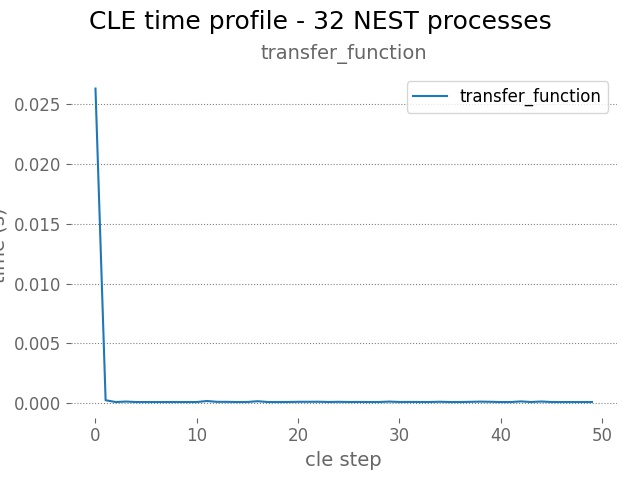 CLE time profile - 32 NEST processes
transfer_function
transfer_function
0.025
0.020
0.015
0.010
0.005
0.000
time (s)
0 10 20 30 40 50
cle step